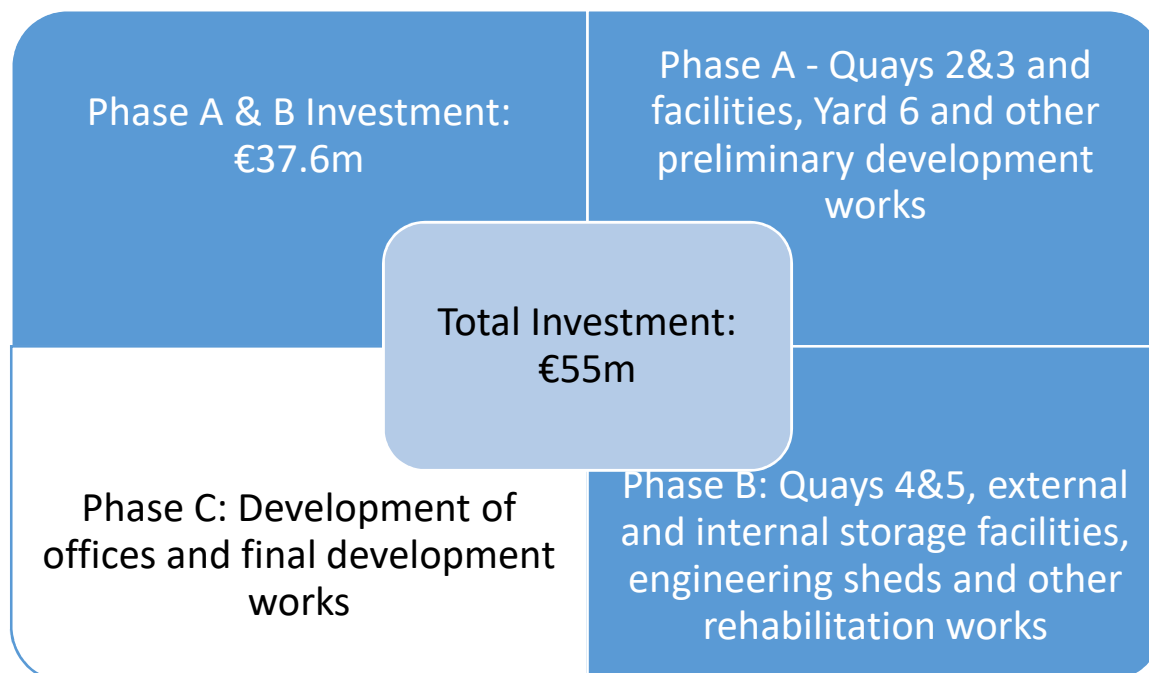 Phase A & B Investment:
€37.6m
Phase A - Quays 2&3 and
facilities, Yard 6 and other
preliminary development
works
Total Investment:
€55m
Phase C: Development of
offices and final development
works
Phase B: Quays 4&5, external
and internal storage facilities,
engineering sheds and other
rehabilitation works